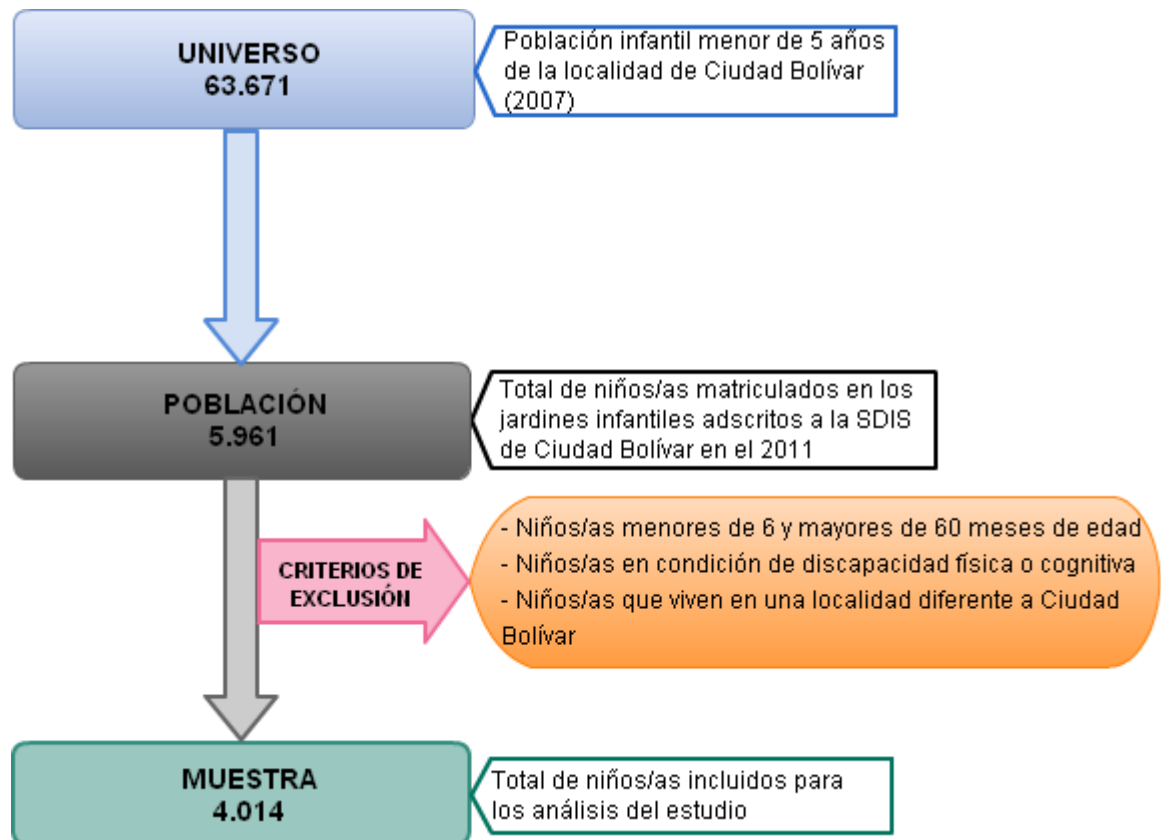 UNIVERSO
63.671
Población infantil menor de 5 años
de la localidad de Ciudad Bolívar
(2007)
POBLACIÓN
5.961
Total de niños/as matriculados en los
jardines infantiles adscritos a la SDIS
de Ciudad Bolívar en el 2011
CRITERIOS DE
EXCLUSIÓN
- Niños/as menores de 6 y mayores de 60 meses de edad
- Niños/as en condición de discapacidad física o cognitiva
- Niños/as que viven en una localidad diferente a Ciudad
Bolívar
MUESTRA
4.014
Total de niños/as incluidos para
los análisis del estudio